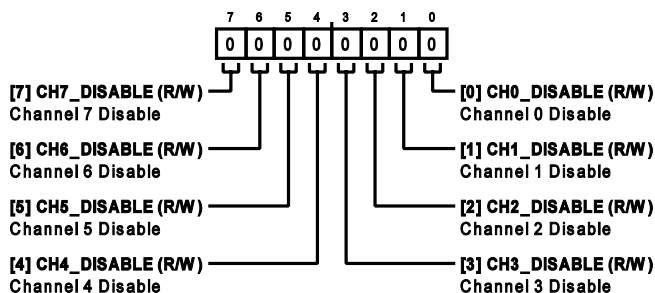 7 6 5 4 3 2 1 0
0 0 0 0 0 0 0 0
[7] CH7_DISABLE (R/W)
Channel 7 Disable
[6] CH6_DISABLE (R/W)
Channel 6 Disable
[5] CH5_DISABLE (R/W)
Channel 5 Disable
[4] CH4_DISABLE (R/W)
Channel 4 Disable
[0] CH0_DISABLE (R/W)
Channel 0 Disable
[1] CH1_DISABLE (R/W)
Channel 1 Disable
[2] CH2_DISABLE (R/W)
Channel 2 Disable
[3] CH3_DISABLE (R/W)
Channel 3 Disable